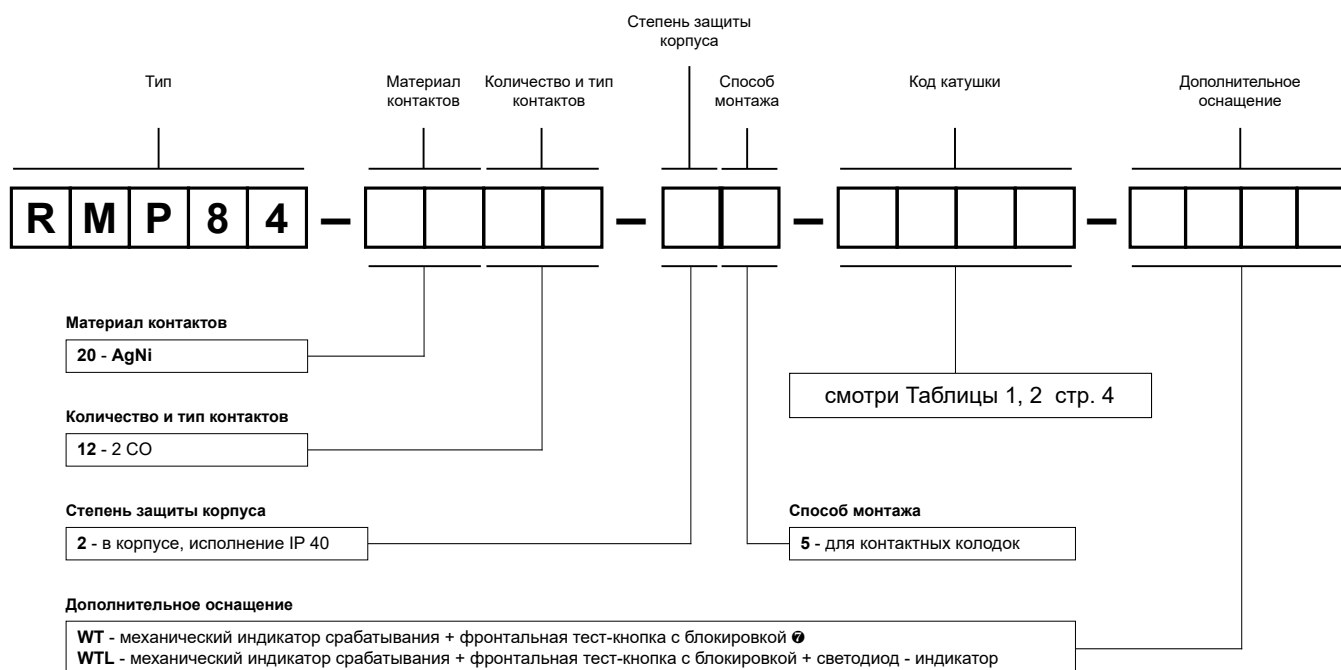 Степень защиты
корпуса
Тип
Материал
контактов
Количество и тип
контактов
Способ
монтажа
Код катушки
Дополнительное
оснащение
RMP84 – – – –
Материал контактов
20 - AgNi
смотри Таблицы 1, 2 стр. 4
Количество и тип контактов
12 - 2 CO
Степень защиты корпуса
2 - в корпусе, исполнение IP 40
Способ монтажа
5 - для контактных колодок
Дополнительное оснащение
WT - механический индикатор срабатывания + фронтальная тест-кнопка с блокировкой ❼
WTL - механический индикатор срабатывания + фронтальная тест-кнопка с блокировкой + светодиод - индикатор